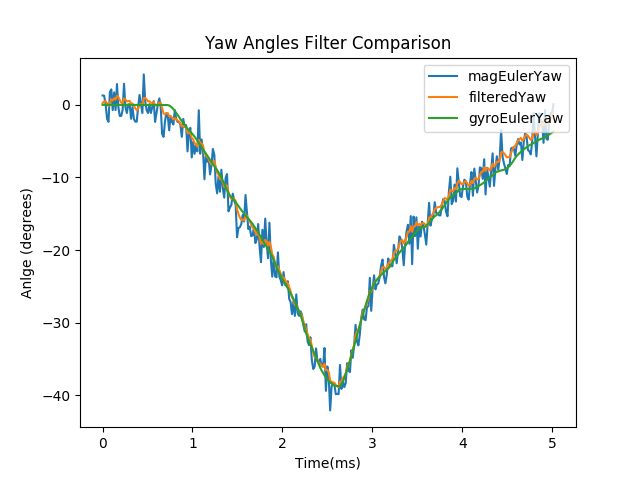 Yaw Angles Filter Comparison
magEulerYaw
filteredYaw
gyroEulerYaw
0
−10
−20
−30
−40
Anlge (degrees)
0 1 2 3 4 5
Time(ms)